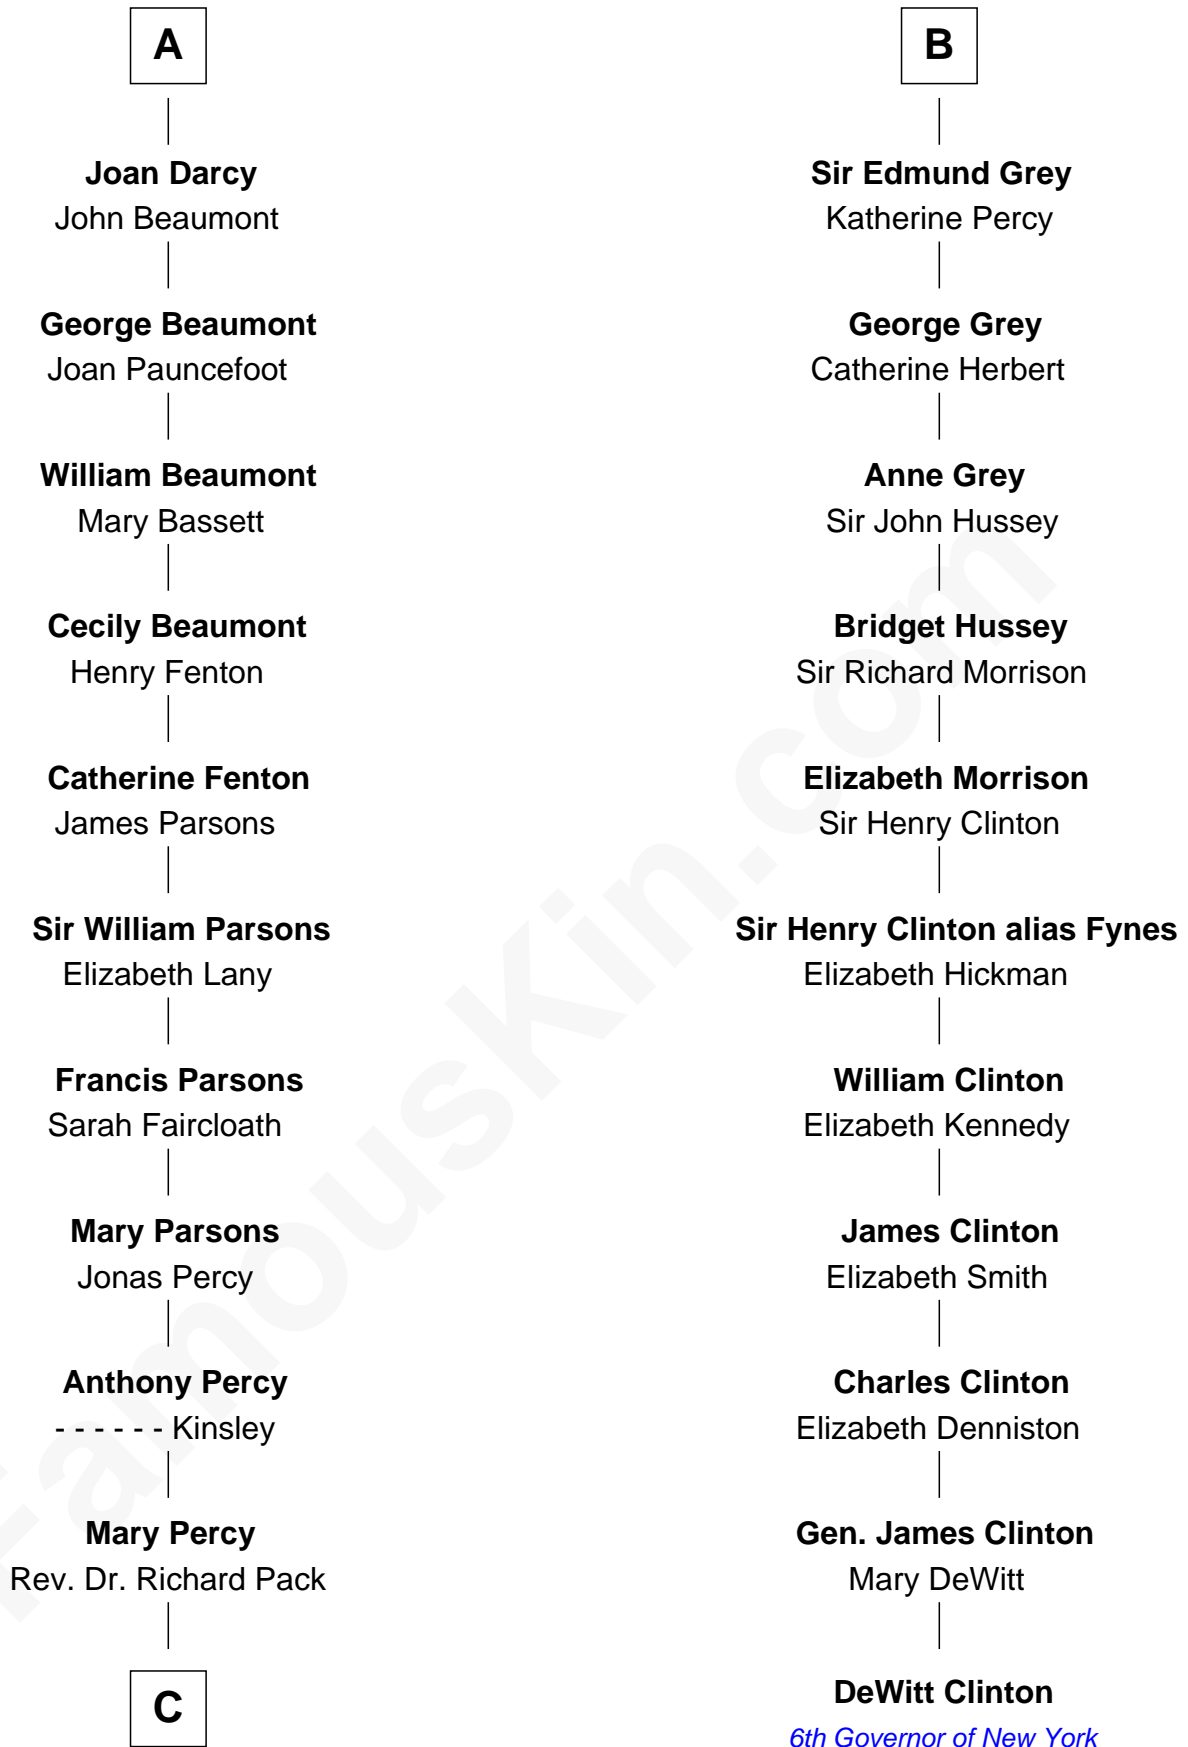 A
Joan Darcy
John Beaumont
George Beaumont
Joan Pauncefoot
William Beaumont
Mary Bassett
Cecily Beaumont
Henry Fenton
Catherine Fenton
James Parsons
Sir William Parsons
Elizabeth Lany
Francis Parsons
Sarah Faircloath
Mary Parsons
Jonas Percy
Anthony Percy
- - - - - - Kinsley
Mary Percy
Rev. Dr. Richard Pack
C
B
Sir Edmund Grey
Katherine Percy
George Grey
Catherine Herbert
Anne Grey
Sir John Hussey
Bridget Hussey
Sir Richard Morrison
Elizabeth Morrison
Sir Henry Clinton
Sir Henry Clinton alias Fynes
Elizabeth Hickman
William Clinton
Elizabeth Kennedy
James Clinton
Elizabeth Smith
Charles Clinton
Elizabeth Denniston
Gen. James Clinton
Mary DeWitt
DeWitt Clinton
6th Governor of New York
FamousKin.com